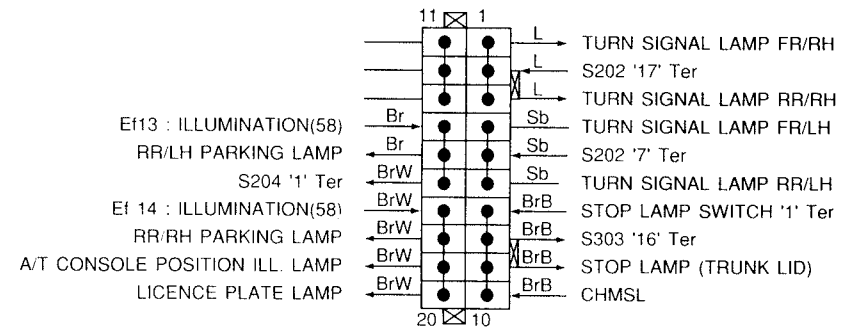 11 1
L TURN SIGNAL LAMP FR/RH
L S202 '17' Ter
L TURN SIGNAL LAMP RR/RH
Ef13 : ILLUMINATION(58) Br Sb TURN SIGNAL LAMP FR/LH
RR/LH PARKING LAMP Br Sb S202 '7' Ter
S204 '1' Ter BrW Sb TURN SIGNAL LAMP RR/LH
Ef 14 : ILLUMINATION(58) BrW BrB STOP LAMP SWITCH '1' Ter
RR/RH PARKING LAMP BrW BrB S303 '16' Ter
A/T CONSOLE POSITION ILL. LAMP BrW BrB STOP LAMP (TRUNK LID)
LICENCE PLATE LAMP BrW BrB CHMSL
20 10